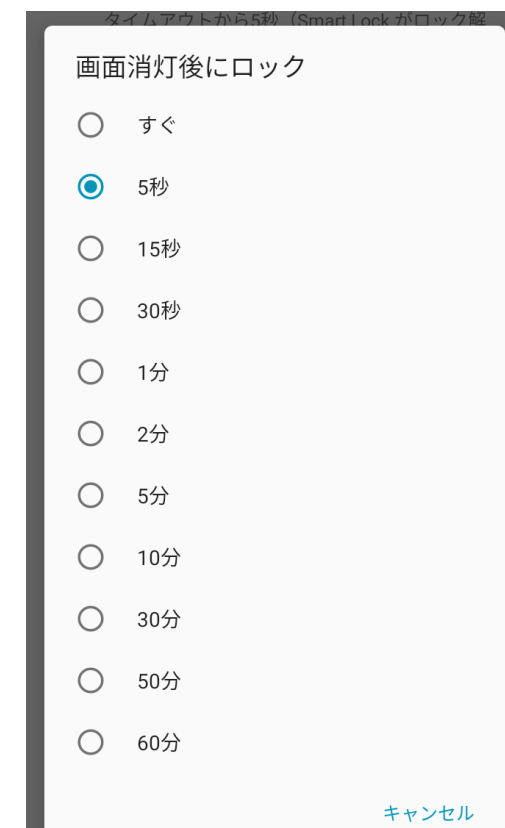 タイムアウトから5秒（Smart Lock がロック解
画面消灯後にロック
すぐ
5秒
15秒
30秒
1分
2分
5分
10分
30分
50分
60分
キャンセル